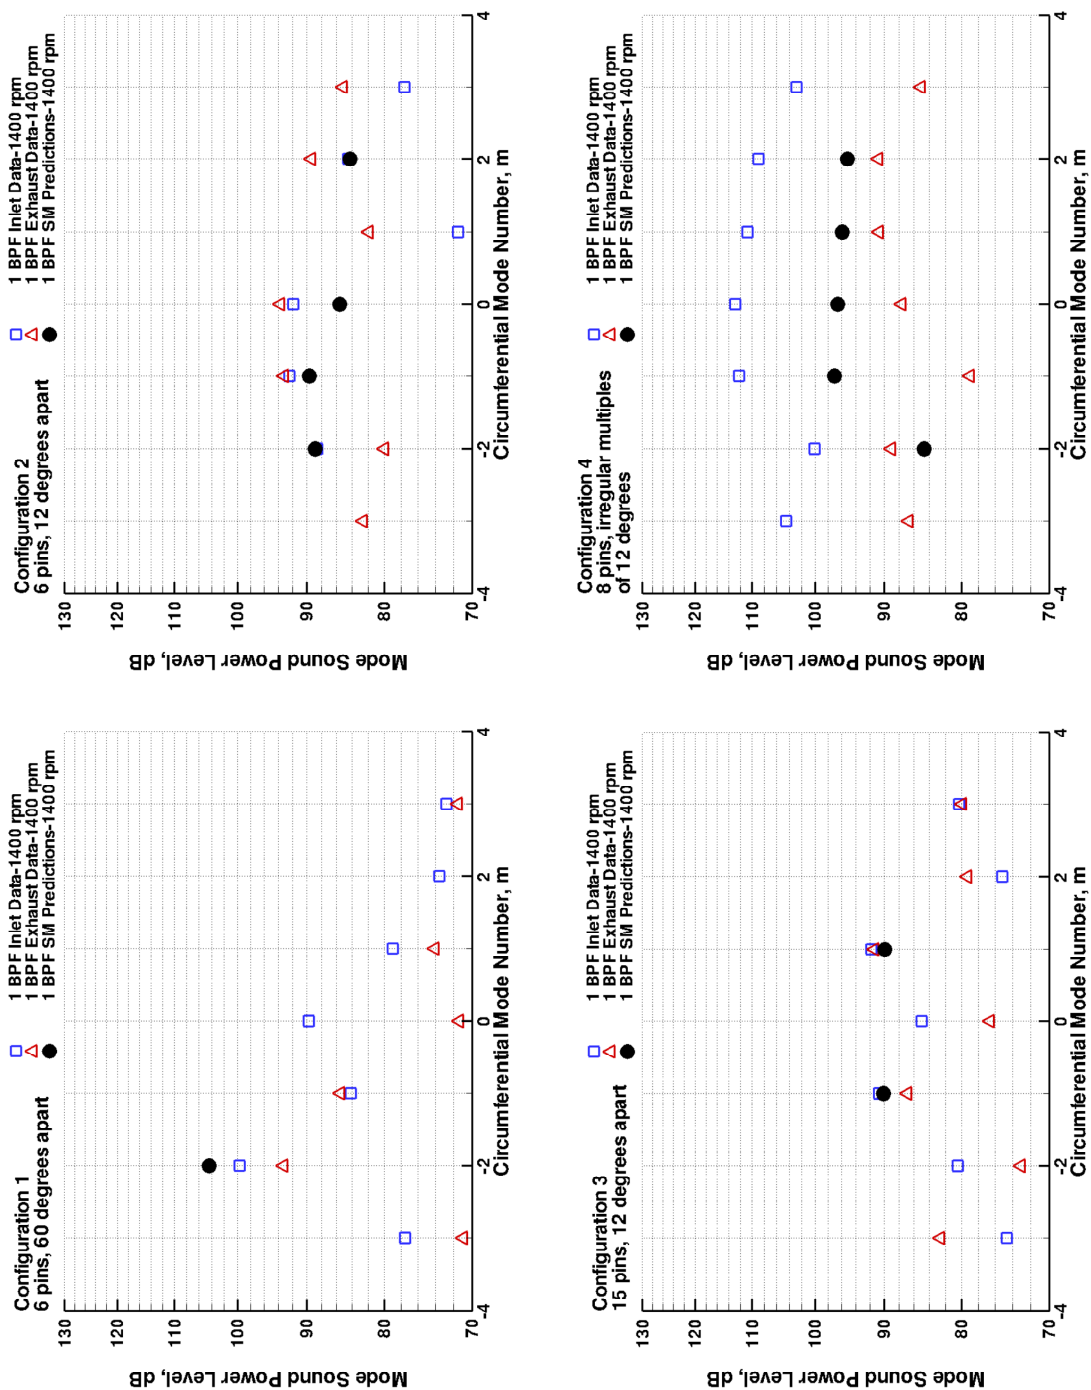 Configuration 1
6 pins, 60 degrees apart
1 BPF Inlet Data-1400 rpm
1 BPF Exhaust Data-1400 rpm
1 BPF SM Predictions-1400 rpm
Mode Sound Power Level, dB
130
120
110
100
90
80
70
-4
-2
0
2
4
Circumferential Mode Number, m
Configuration 2
6 pins, 12 degrees apart
1 BPF Inlet Data-1400 rpm
1 BPF Exhaust Data-1400 rpm
1 BPF SM Predictions-1400 rpm
Mode Sound Power Level, dB
130
120
110
100
90
80
70
-4
-2
0
2
4
Circumferential Mode Number, m
Configuration 3
15 pins, 12 degrees apart
1 BPF Inlet Data-1400 rpm
1 BPF Exhaust Data-1400 rpm
1 BPF SM Predictions-1400 rpm
Mode Sound Power Level, dB
130
120
110
100
90
80
70
-4
-2
0
2
4
Circumferential Mode Number, m
Configuration 4
8 pins, irregular multiples
of 12 degrees
1 BPF Inlet Data-1400 rpm
1 BPF Exhaust Data-1400 rpm
1 BPF SM Predictions-1400 rpm
Mode Sound Power Level, dB
130
120
110
100
90
80
70
-4
-2
0
2
4
Circumferential Mode Number, m